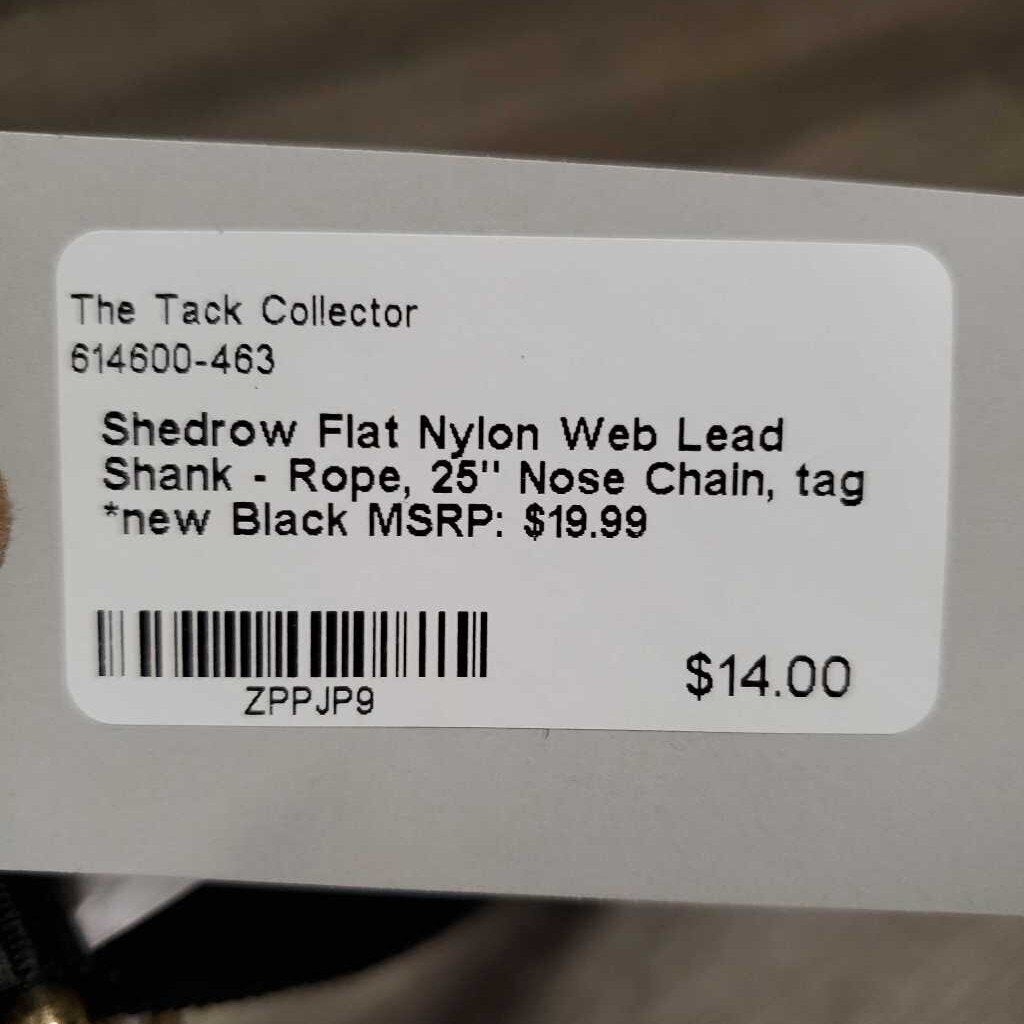 The Tack Collector
614600-463
Shedrow Flat Nylon Web Lead
Shank - Rope, 25" Nose Chain, tag
*new Black MSRP: $19.99
ZPPJP9
$14.00